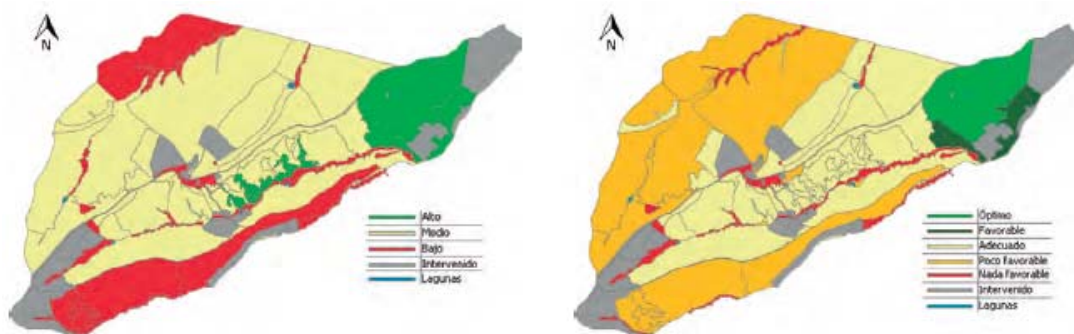 N
Alto
Medio
Bajo
Intervenido
Lagunas
N
Óptimo
Favorable
Adecuado
Poco favorable
Nada favorable
Intervenido
Lagunas